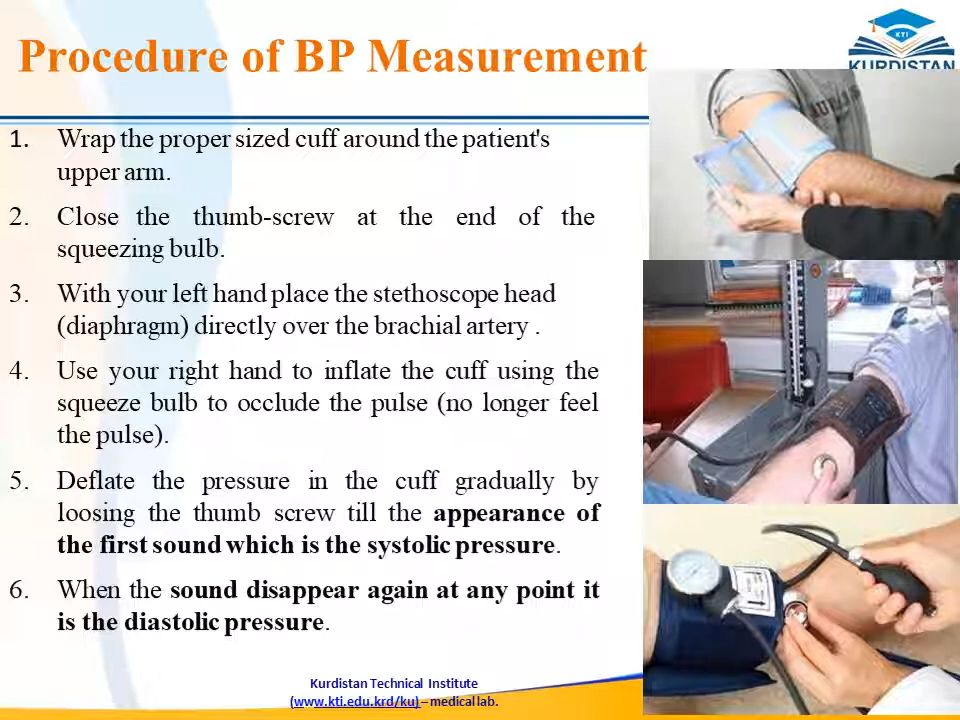 Procedure of BP Measurement
KTI
KURDISTAN
1. Wrap the proper sized cuff around the patient's
upper arm.
2. Close the thumb-screw at the end of the
squeezing bulb.
3. With your left hand place the stethoscope head
(diaphragm) directly over the brachial artery .
4. Use your right hand to inflate the cuff using the
squeeze bulb to occlude the pulse (no longer feel
the pulse).
5. Deflate the pressure in the cuff gradually by
loosing the thumb screw till the appearance of
the first sound which is the systolic pressure.
6. When the sound disappear again at any point it
is the diastolic pressure.
Kurdistan Technical Institute
(www.kti.edu.krd/ku) – medical lab.